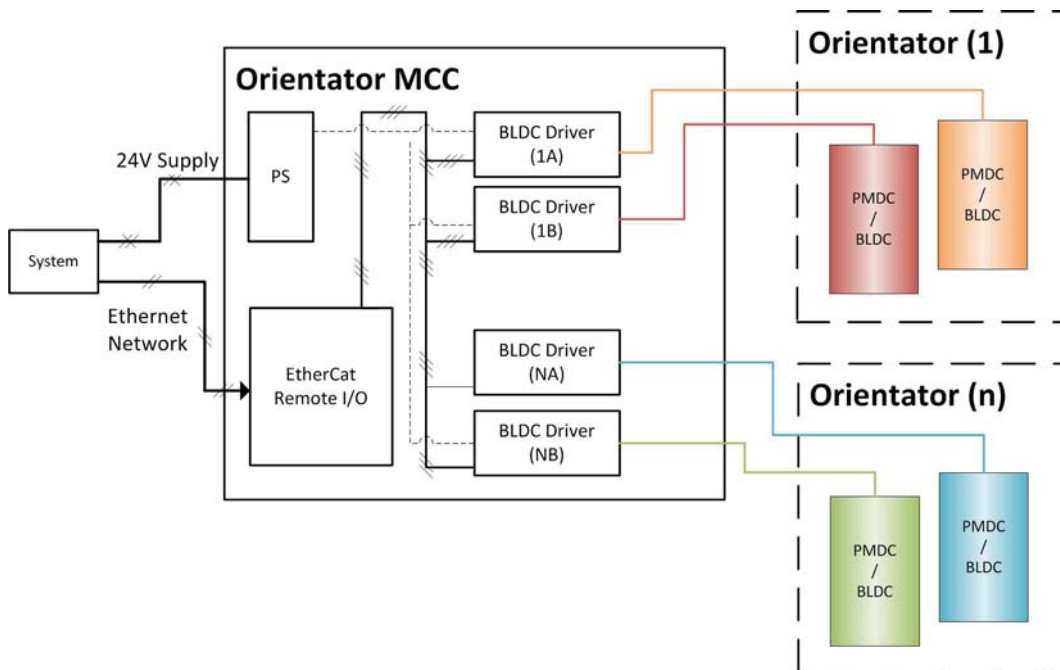 Orientator MCC
Orientator (1)
24V Supply
PS
BLDC Driver
(1A)
BLDC Driver
(1B)
PMDC
/
BLDC
PMDC
/
BLDC
System
Ethernet
Network
EtherCat
Remote I/O
BLDC Driver
(NA)
BLDC Driver
(NB)
Orientator (n)
PMDC
/
BLDC
PMDC
/
BLDC